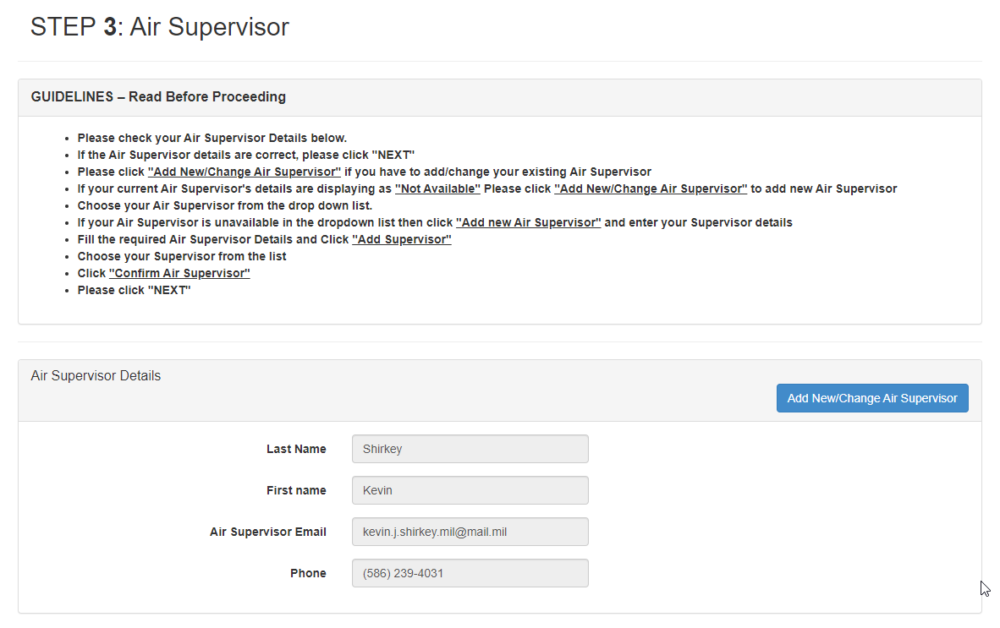 STEP 3: Air Supervisor
GUIDELINES – Read Before Proceeding
Please check your Air Supervisor Details below.
If the Air Supervisor details are correct, please click "NEXT"
Please click "Add New/Change Air Supervisor" if you have to add/change your existing Air Supervisor
If your current Air Supervisor's details are displaying as "Not Available" Please click "Add New/Change Air Supervisor" to add new Air Supervisor
Choose your Air Supervisor from the drop down list.
If your Air Supervisor is unavailable in the dropdown list then click "Add new Air Supervisor" and enter your Supervisor details
Fill the required Air Supervisor Details and Click "Add Supervisor"
Choose your Supervisor from the list
Click "Confirm Air Supervisor"
Please click "NEXT"
Air Supervisor Details
Add New/Change Air Supervisor
Last Name Shirkey
First name Kevin
Air Supervisor Email kevin.j.shirkey.mil@mail.mil
Phone (586) 239-4031